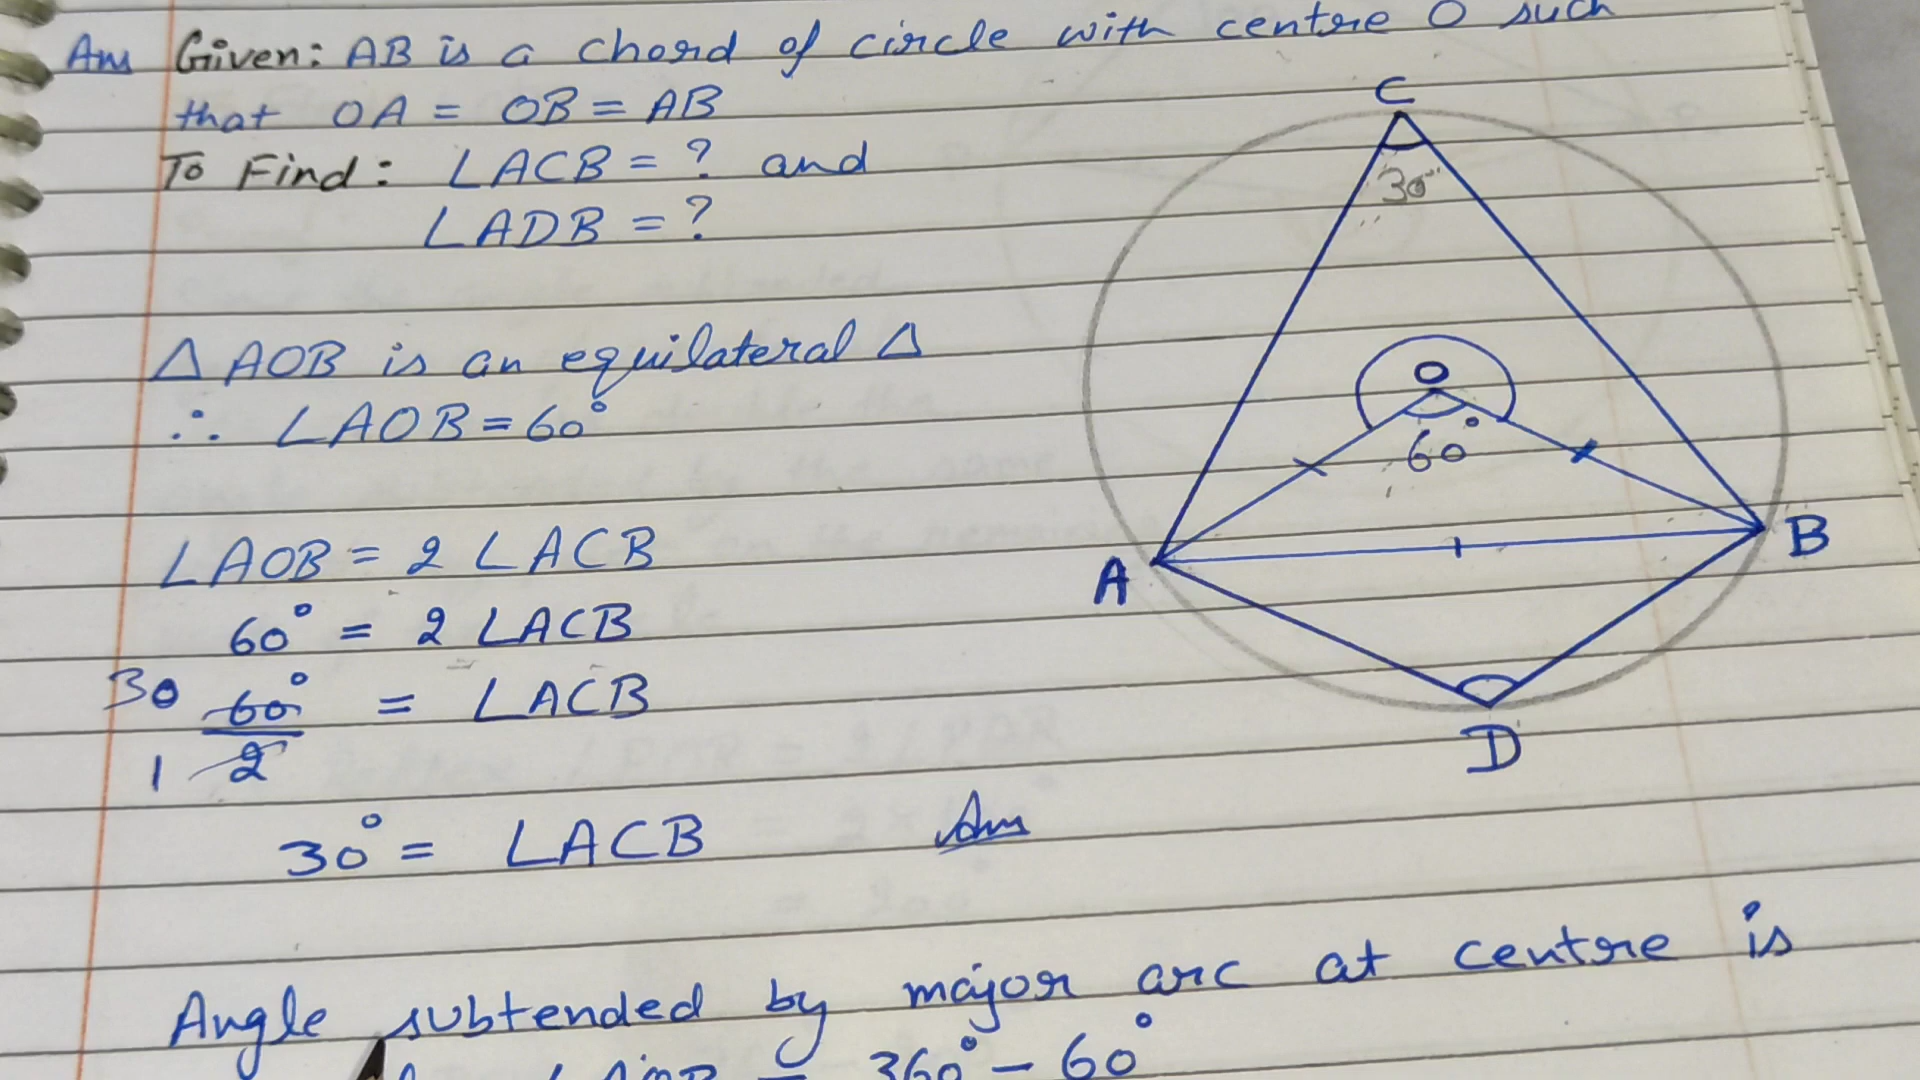 Ans Given: AB is a chord of circle with centre O such
that OA = OB = AB
To Find: ∠ACB = ? and
∠ADB = ?
△ AOB is an equilateral △
∴ ∠AOB = 60°
∠AOB = 2 ∠ACB
60° = 2 ∠ACB
30 60° = ∠ACB
1 2
30° = ∠ACB Ans
Angle subtended by major arc at centre is
360° - 60°
C
30°
O
60°
A
B
D